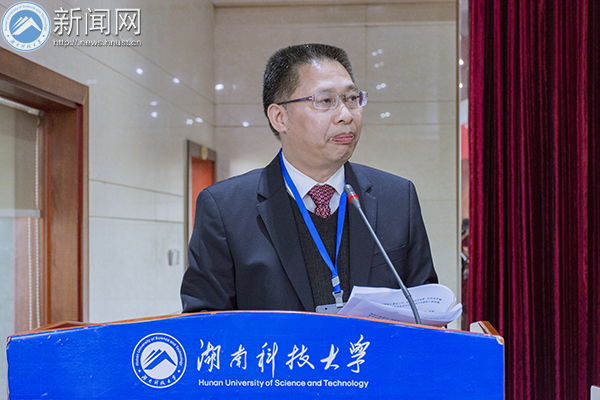 新闻网
http://news.hnust.cn
湖南科技大学
Hunan University of Science and Technology